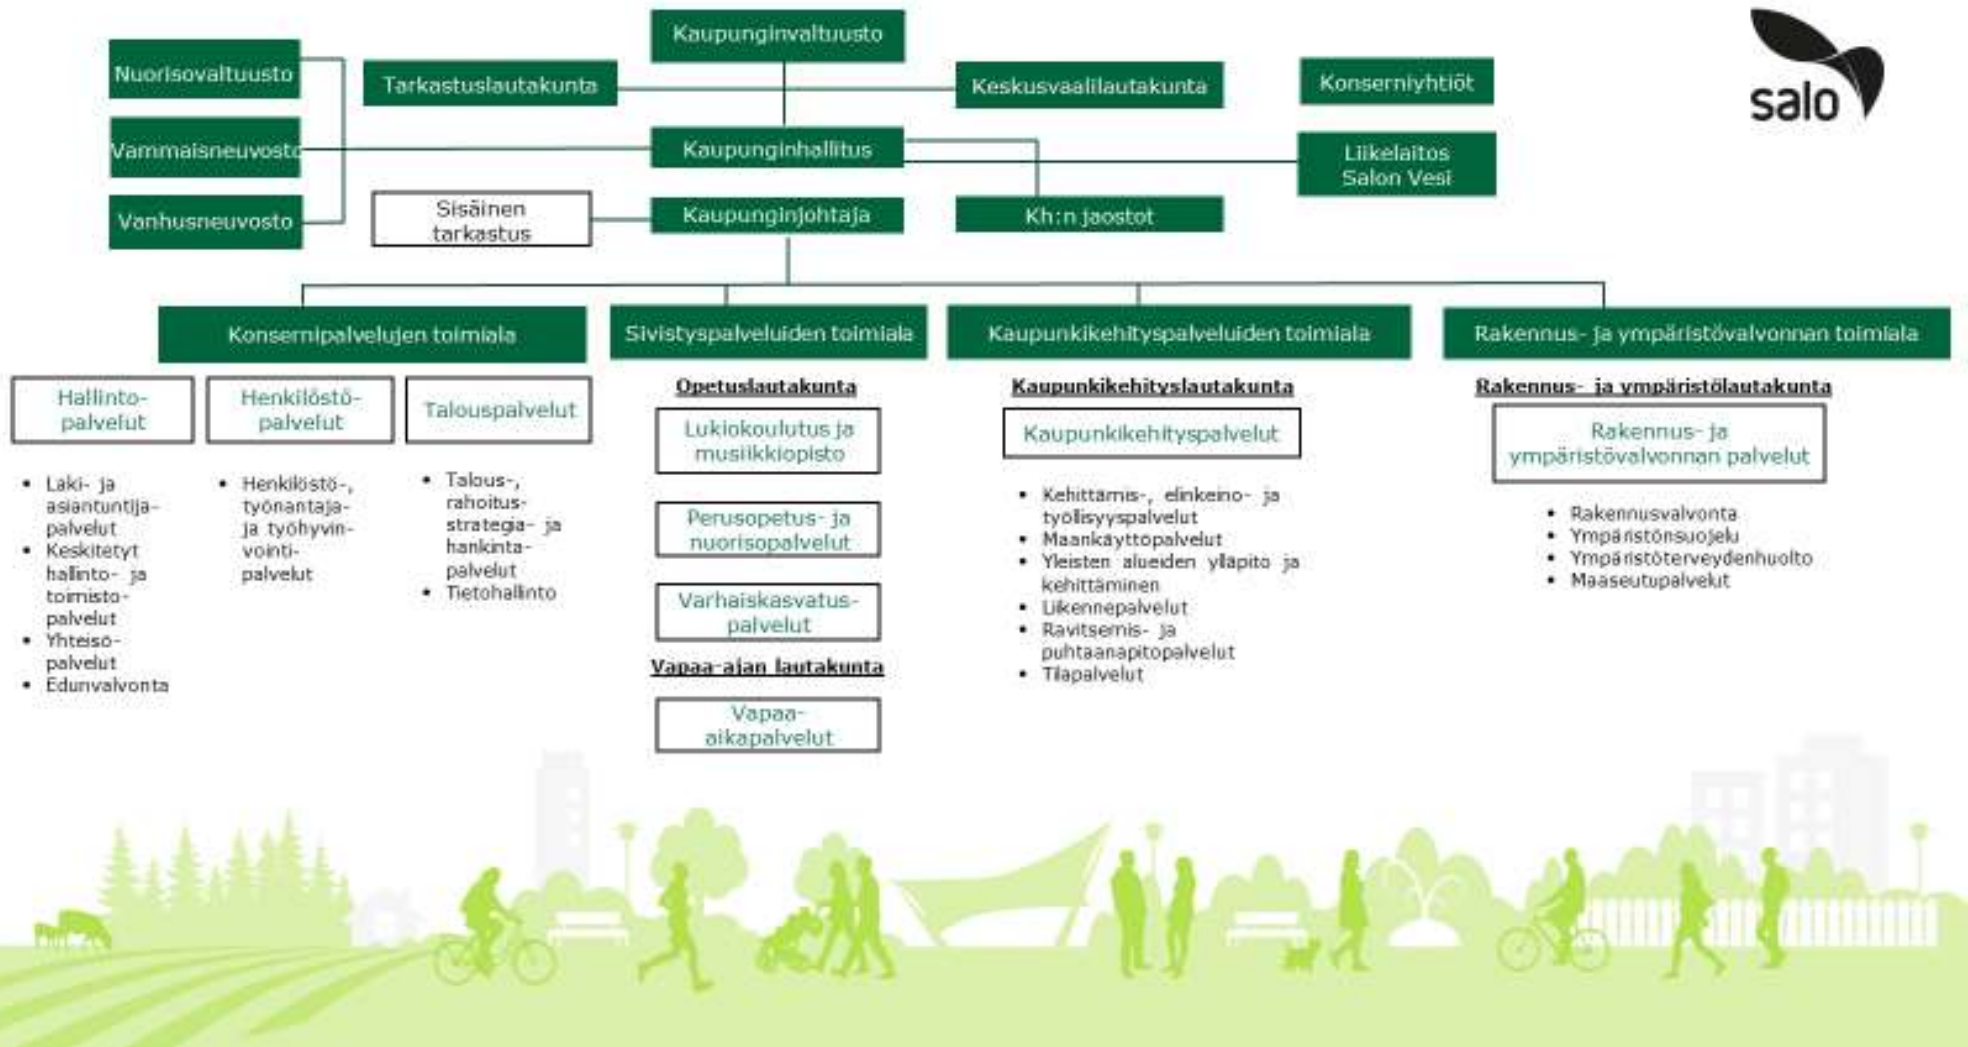 Kaupunginvaltuusto
Nuorisovaltuusto
Tarkastuslautakunta
Keskusvaalilautakunta
Konserniyhtiöt
salo
Vammaisneuvosto
Kaupunginhallitus
Liikelaitos
Salon Vesi
Vanhusneuvosto
Sisäinen
tarkastus
Kaupunginjohtaja
Kh:n jaostot
Konsernipalvelujen toimiala
Sivistyspalveluiden toimiala
Kaupunkikehityspalveluiden toimiala
Rakennus- ja ympäristövalvonnan toimiala
Hallinto-
palvelut
Henkilöstö-
palvelut
Talouspalvelut
• Laki- ja
asiantuntija-
palvelut
• Keskitetyt
hallinto- ja
toimisto-
palvelut
• Yhteisö-
palvelut
• Edunvalvonta
• Henkilöstö-,
työnantaja-
ja työhyvin-
vointi-
palvelut
• Talous-,
rahoitus-
strategia- ja
hankinta-
palvelut
• Tietohallinto
Opetuslautakunta
Lukiokoulutus ja
musiikkiopisto
Perusopetus- ja
nuorisopalvelut
Varhaiskasvatus-
palvelut
Vapaa-ajan lautakunta
Vapaa-
aikapalvelut
Kaupunkikehityslautakunta
Kaupunkikehityspalvelut
• Kehittämis-, elinkeino- ja
työllisyyspalvelut
• Maankäyttöpalvelut
• Yleisten alueiden ylläpito ja
kehittäminen
• Liikennepalvelut
• Ravitsemis- ja
puhtaanapitopalvelut
• Tilapalvelut
Rakennus- ja ympäristölautakunta
Rakennus- ja
ympäristövalvonnan palvelut
• Rakennusvalvonta
• Ympäristönsuojelu
• Ympäristöterveydenhuolto
• Maaseutupalvelut